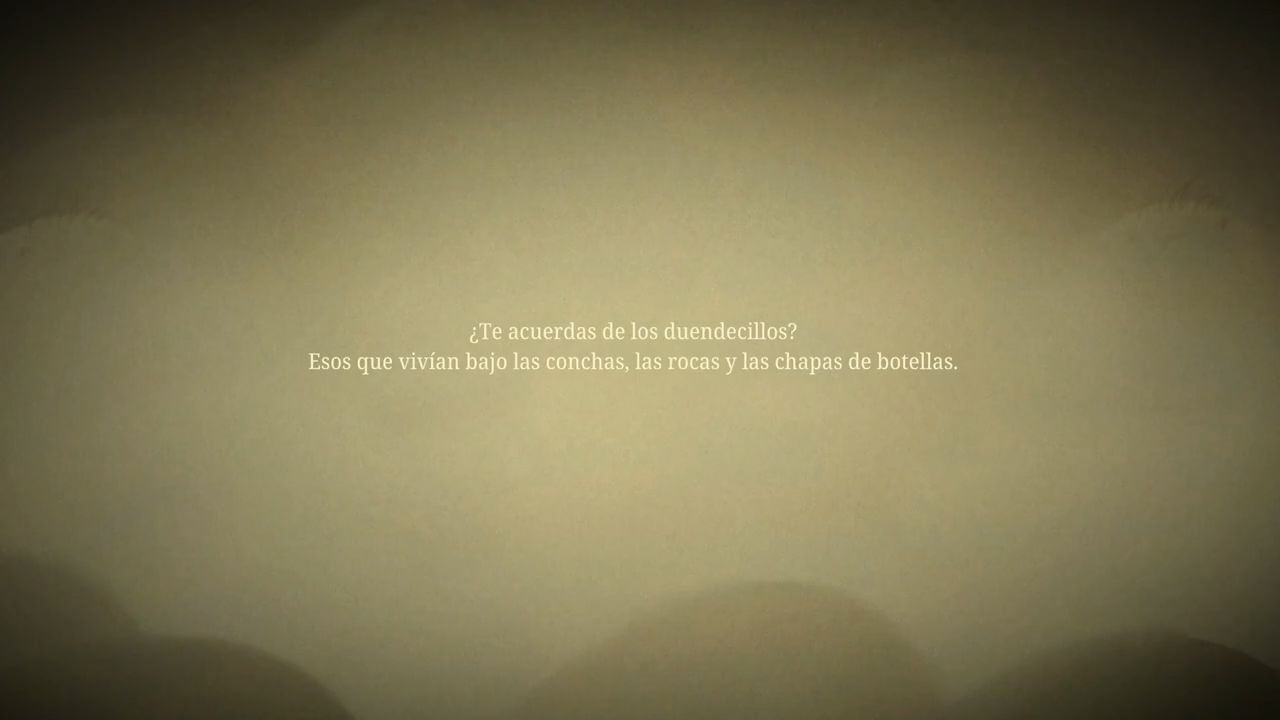 ¿Te acuerdas de los duendecillos?
Esos que vivían bajo las conchas, las rocas y las chapas de botellas.